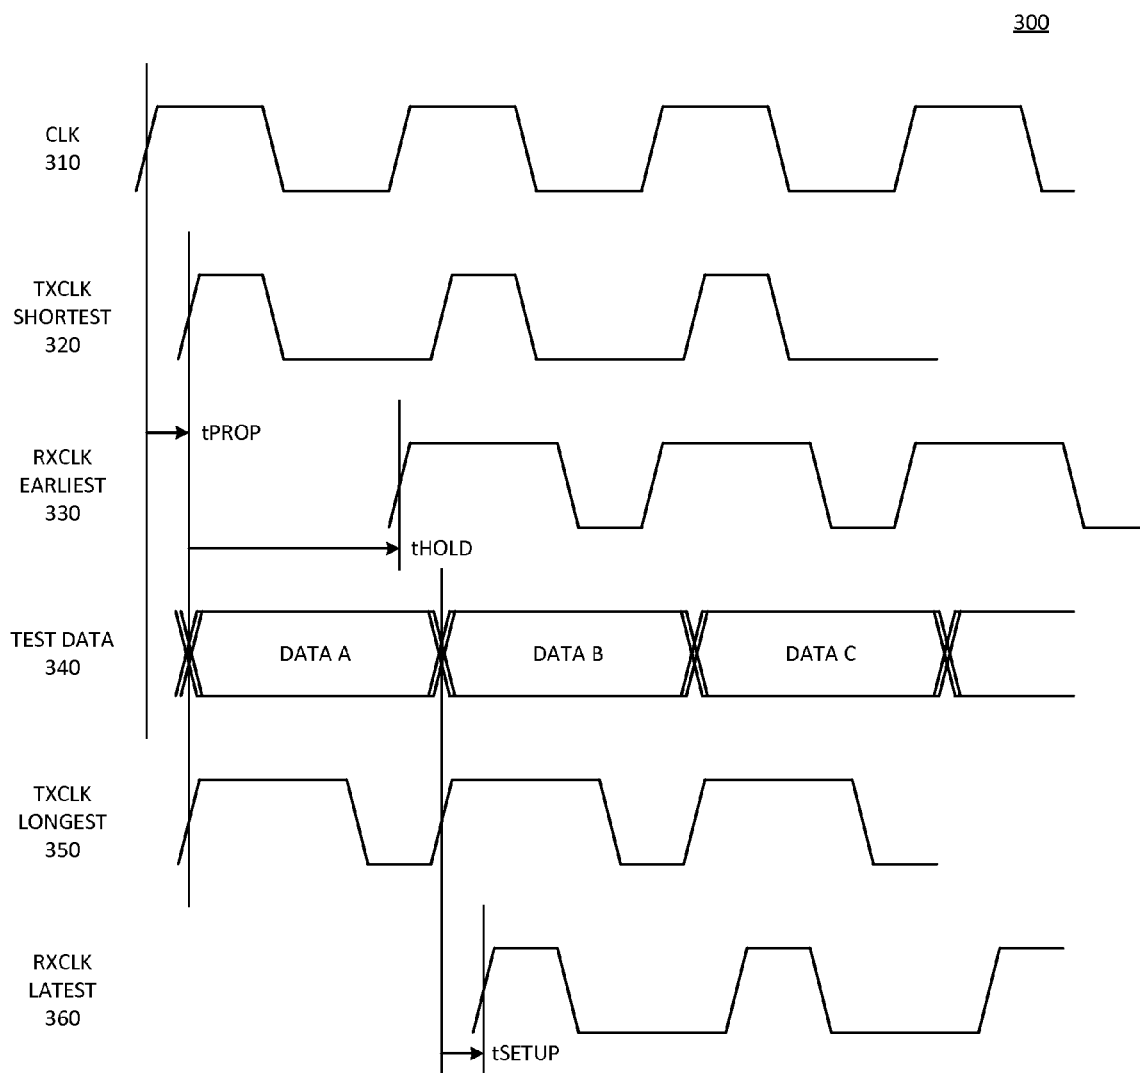 300
CLK
310
TXCLK
SHORTEST
320
tPROP
RXCLK
EARLIEST
330
tHOLD
TEST DATA
340
DATA A
DATA B
DATA C
TXCLK
LONGEST
350
RXCLK
LATEST
360
tSETUP